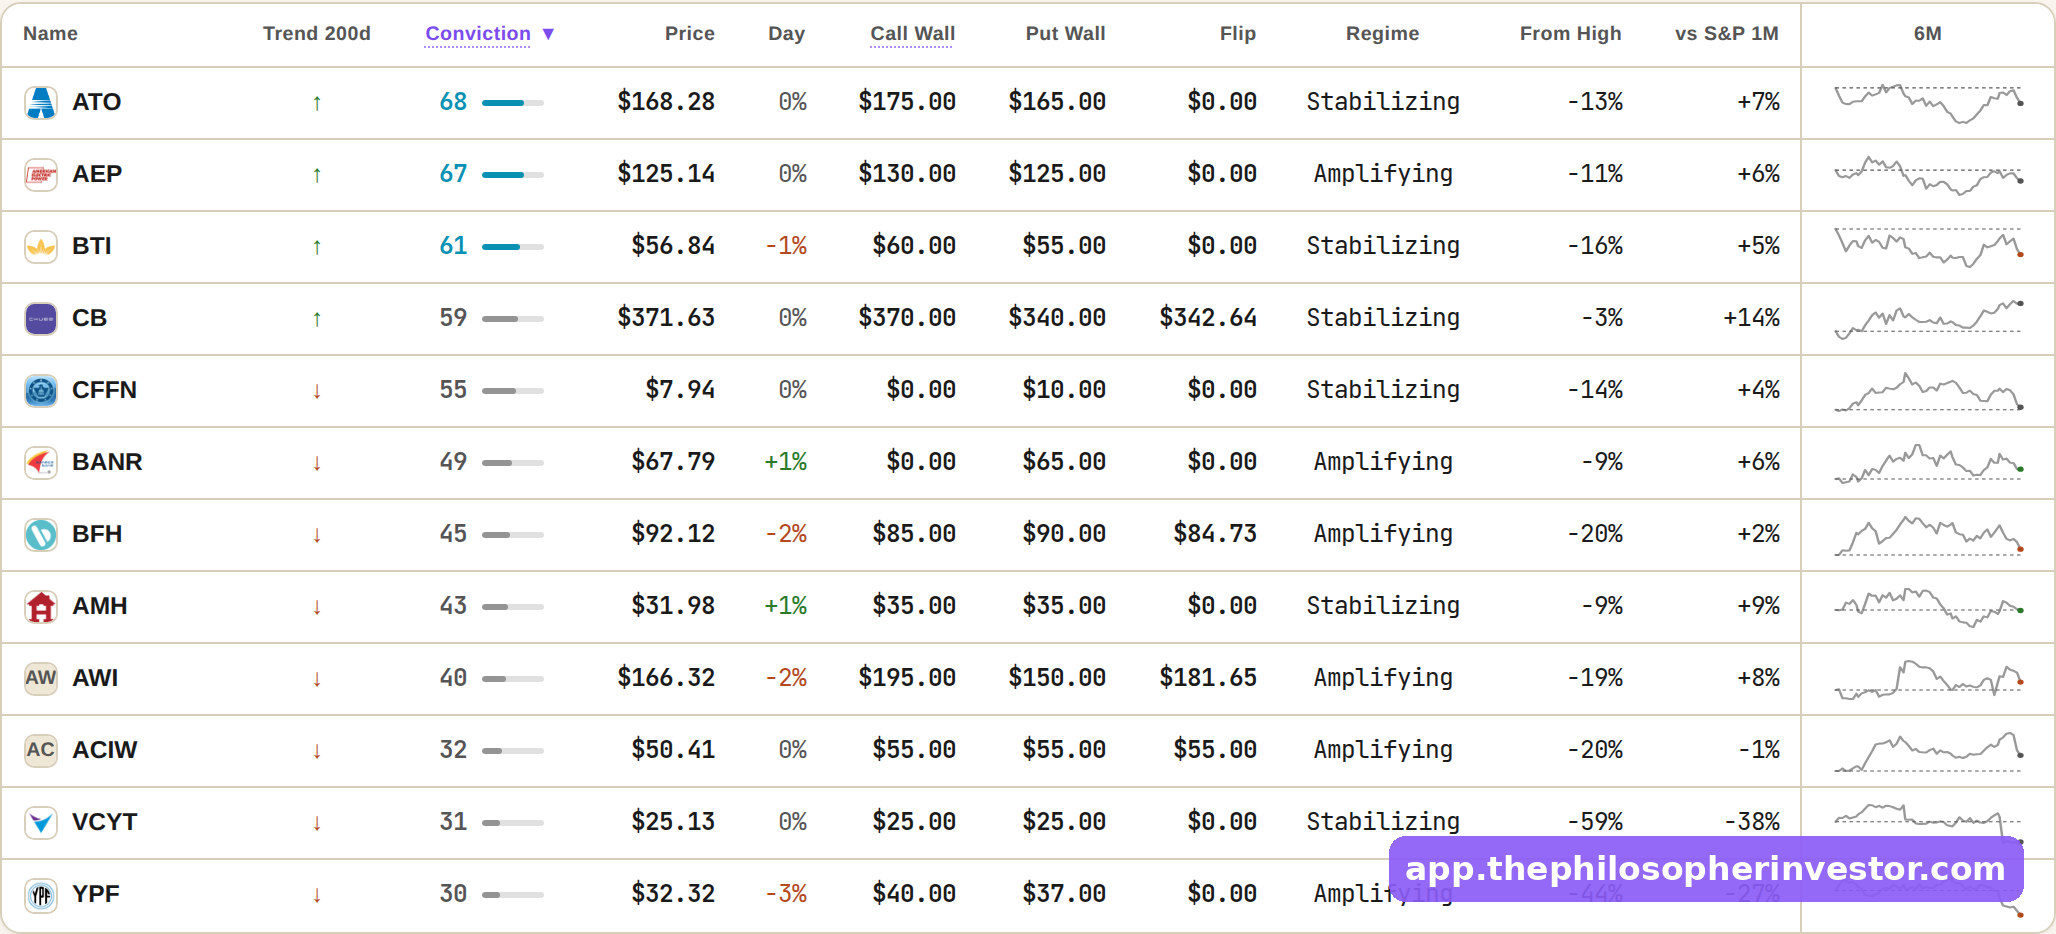 Name Trend 200d Conviction ▼ Price Day Call Wall Put Wall Flip Regime From High vs S&P 1M 6M
ATO ↑ 68 $168.28 0% $175.00 $165.00 $0.00 Stabilizing -13% +7%
AMERICAN ELECTRIC POWER AEP ↑ 67 $125.14 0% $130.00 $125.00 $0.00 Amplifying -11% +6%
BTI ↑ 61 $56.84 -1% $60.00 $55.00 $0.00 Stabilizing -16% +5%
CHUBB CB ↑ 59 $371.63 0% $370.00 $340.00 $342.64 Stabilizing -3% +14%
CFFN ↓ 55 $7.94 0% $0.00 $10.00 $0.00 Stabilizing -14% +4%
BANR ↓ 49 $67.79 +1% $0.00 $65.00 $0.00 Amplifying -9% +6%
BFH ↓ 45 $92.12 -2% $85.00 $90.00 $84.73 Amplifying -20% +2%
AMH ↓ 43 $31.98 +1% $35.00 $35.00 $0.00 Stabilizing -9% +9%
AW AWI ↓ 40 $166.32 -2% $195.00 $150.00 $181.65 Amplifying -19% +8%
AC ACIW ↓ 32 $50.41 0% $55.00 $55.00 $55.00 Amplifying -20% -1%
VCYT ↓ 31 $25.13 0% $25.00 $25.00 $0.00 Stabilizing -59% -38%
app.thephilosopherinvestor.com
YPF YPF ↓ 30 $32.32 -3% $40.00 $37.00 $0.00 Amplifying -44% -27%